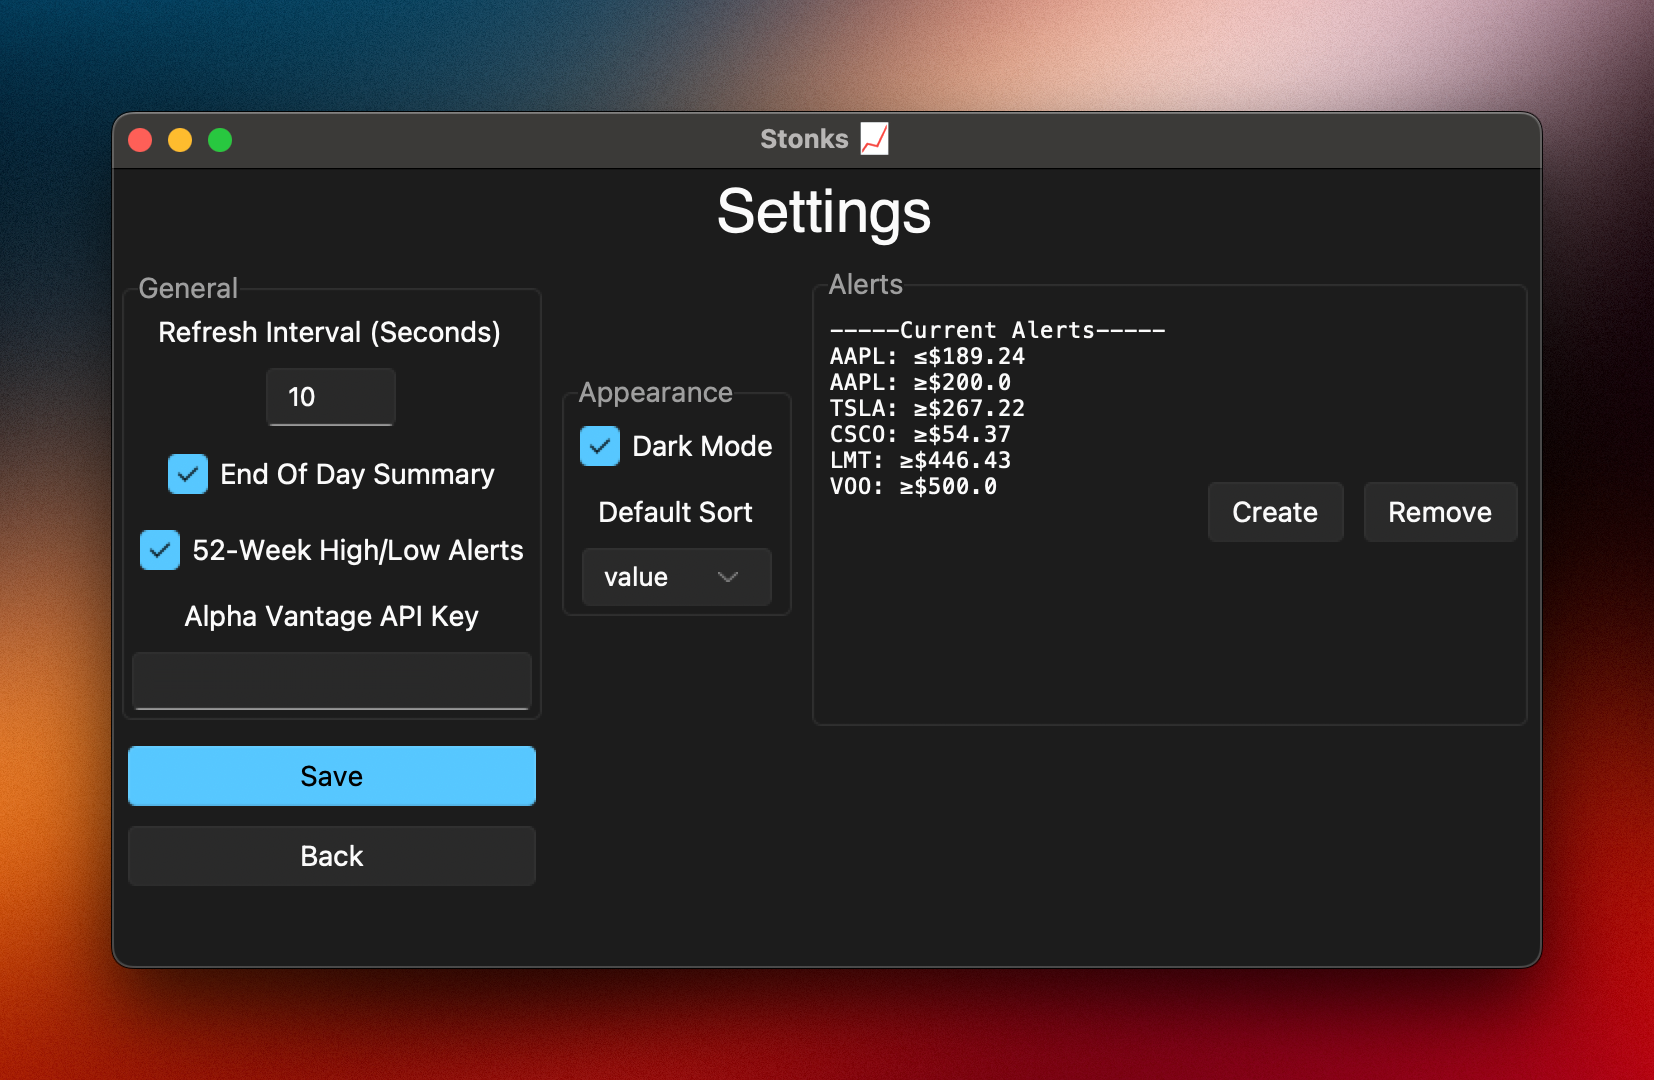 Stonks 📈
Settings
General
Refresh Interval (Seconds)
10
End Of Day Summary
52-Week High/Low Alerts
Alpha Vantage API Key
Save
Back
Appearance
Dark Mode
Default Sort
value
Alerts
-----Current Alerts-----
AAPL: ≤$189.24
AAPL: ≥$200.0
TSLA: ≥$267.22
CSCO: ≥$54.37
LMT: ≥$446.43
VOO: ≥$500.0
Create
Remove